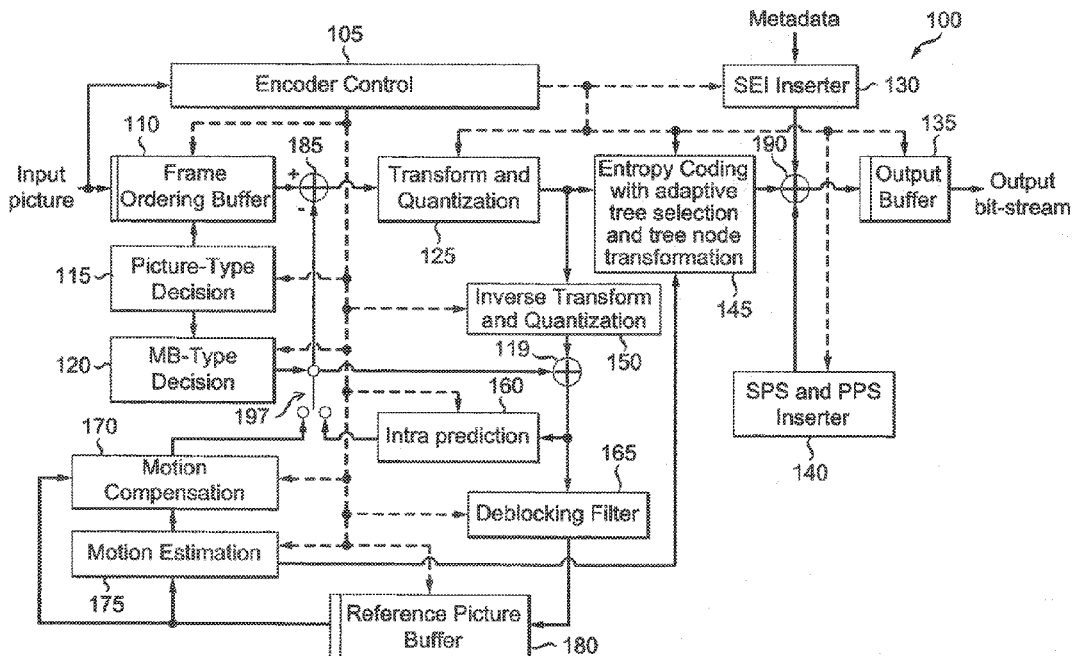 Metadata
100
105
Encoder Control
SEI Inserter
130
110
185
190
135
Input
picture
Frame
Ordering Buffer
+
-
Transform and
Quantization
125
Entropy Coding
with adaptive
tree selection
and tree node
transformation
145
Output
Buffer
Output
bit-stream
115
Picture-Type
Decision
Inverse Transform
and Quantization
150
120
MB-Type
Decision
119
197
160
Intra prediction
SPS and PPS
Inserter
140
170
Motion
Compensation
165
Deblocking Filter
Motion Estimation
175
Reference Picture
Buffer
180